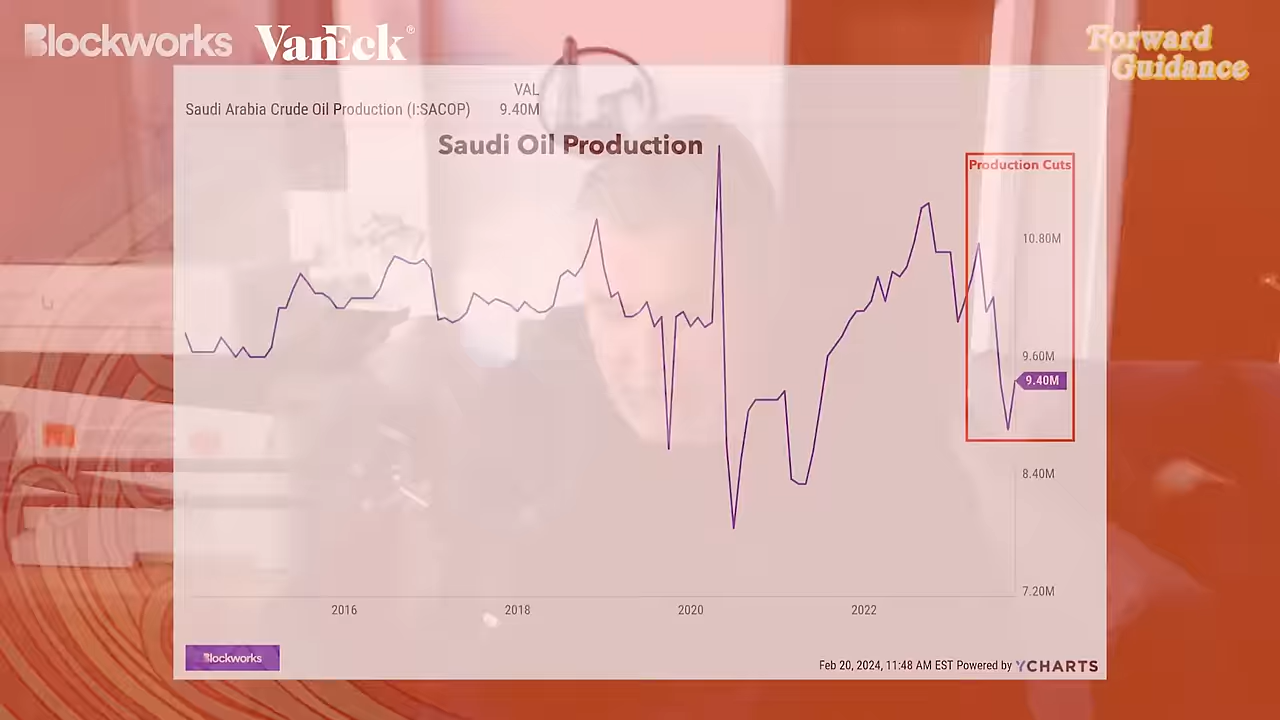 Blockworks VanEck®
Forward
Guidance
VAL
Saudi Arabia Crude Oil Production (I:SACOP) 9.40M
Saudi Oil Production
Production Cuts
10.80M
9.60M
9.40M
8.40M
7.20M
2016 2018 2020 2022
Blockworks
Feb 20, 2024, 11:48 AM EST Powered by YCHARTS